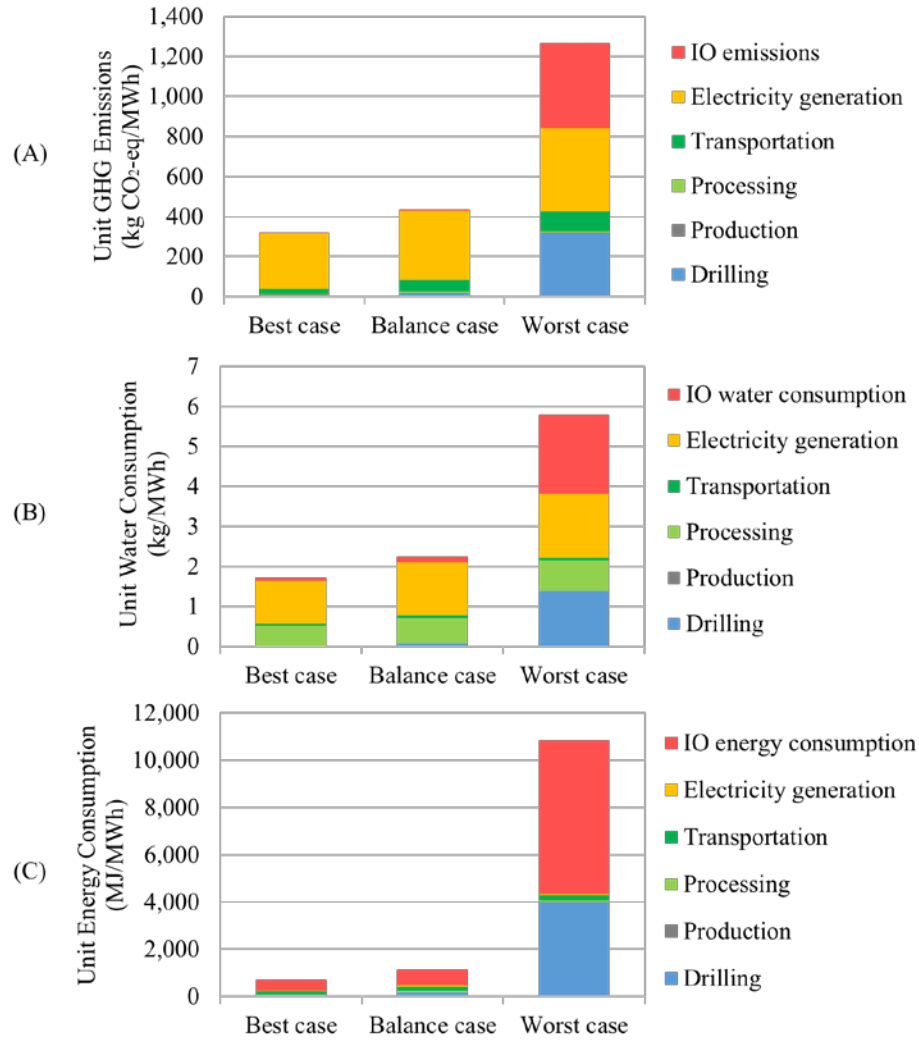 (A)
Unit GHG Emissions
(kg CO₂-eq/MWh)
1,400
1,200
1,000
800
600
400
200
0
Best case Balance case Worst case
IO emissions
Electricity generation
Transportation
Processing
Production
Drilling
(B)
Unit Water Consumption
(kg/MWh)
7
6
5
4
3
2
1
0
Best case Balance case Worst case
IO water consumption
Electricity generation
Transportation
Processing
Production
Drilling
(C)
Unit Energy Consumption
(MJ/MWh)
12,000
10,000
8,000
6,000
4,000
2,000
0
Best case Balance case Worst case
IO energy consumption
Electricity generation
Transportation
Processing
Production
Drilling